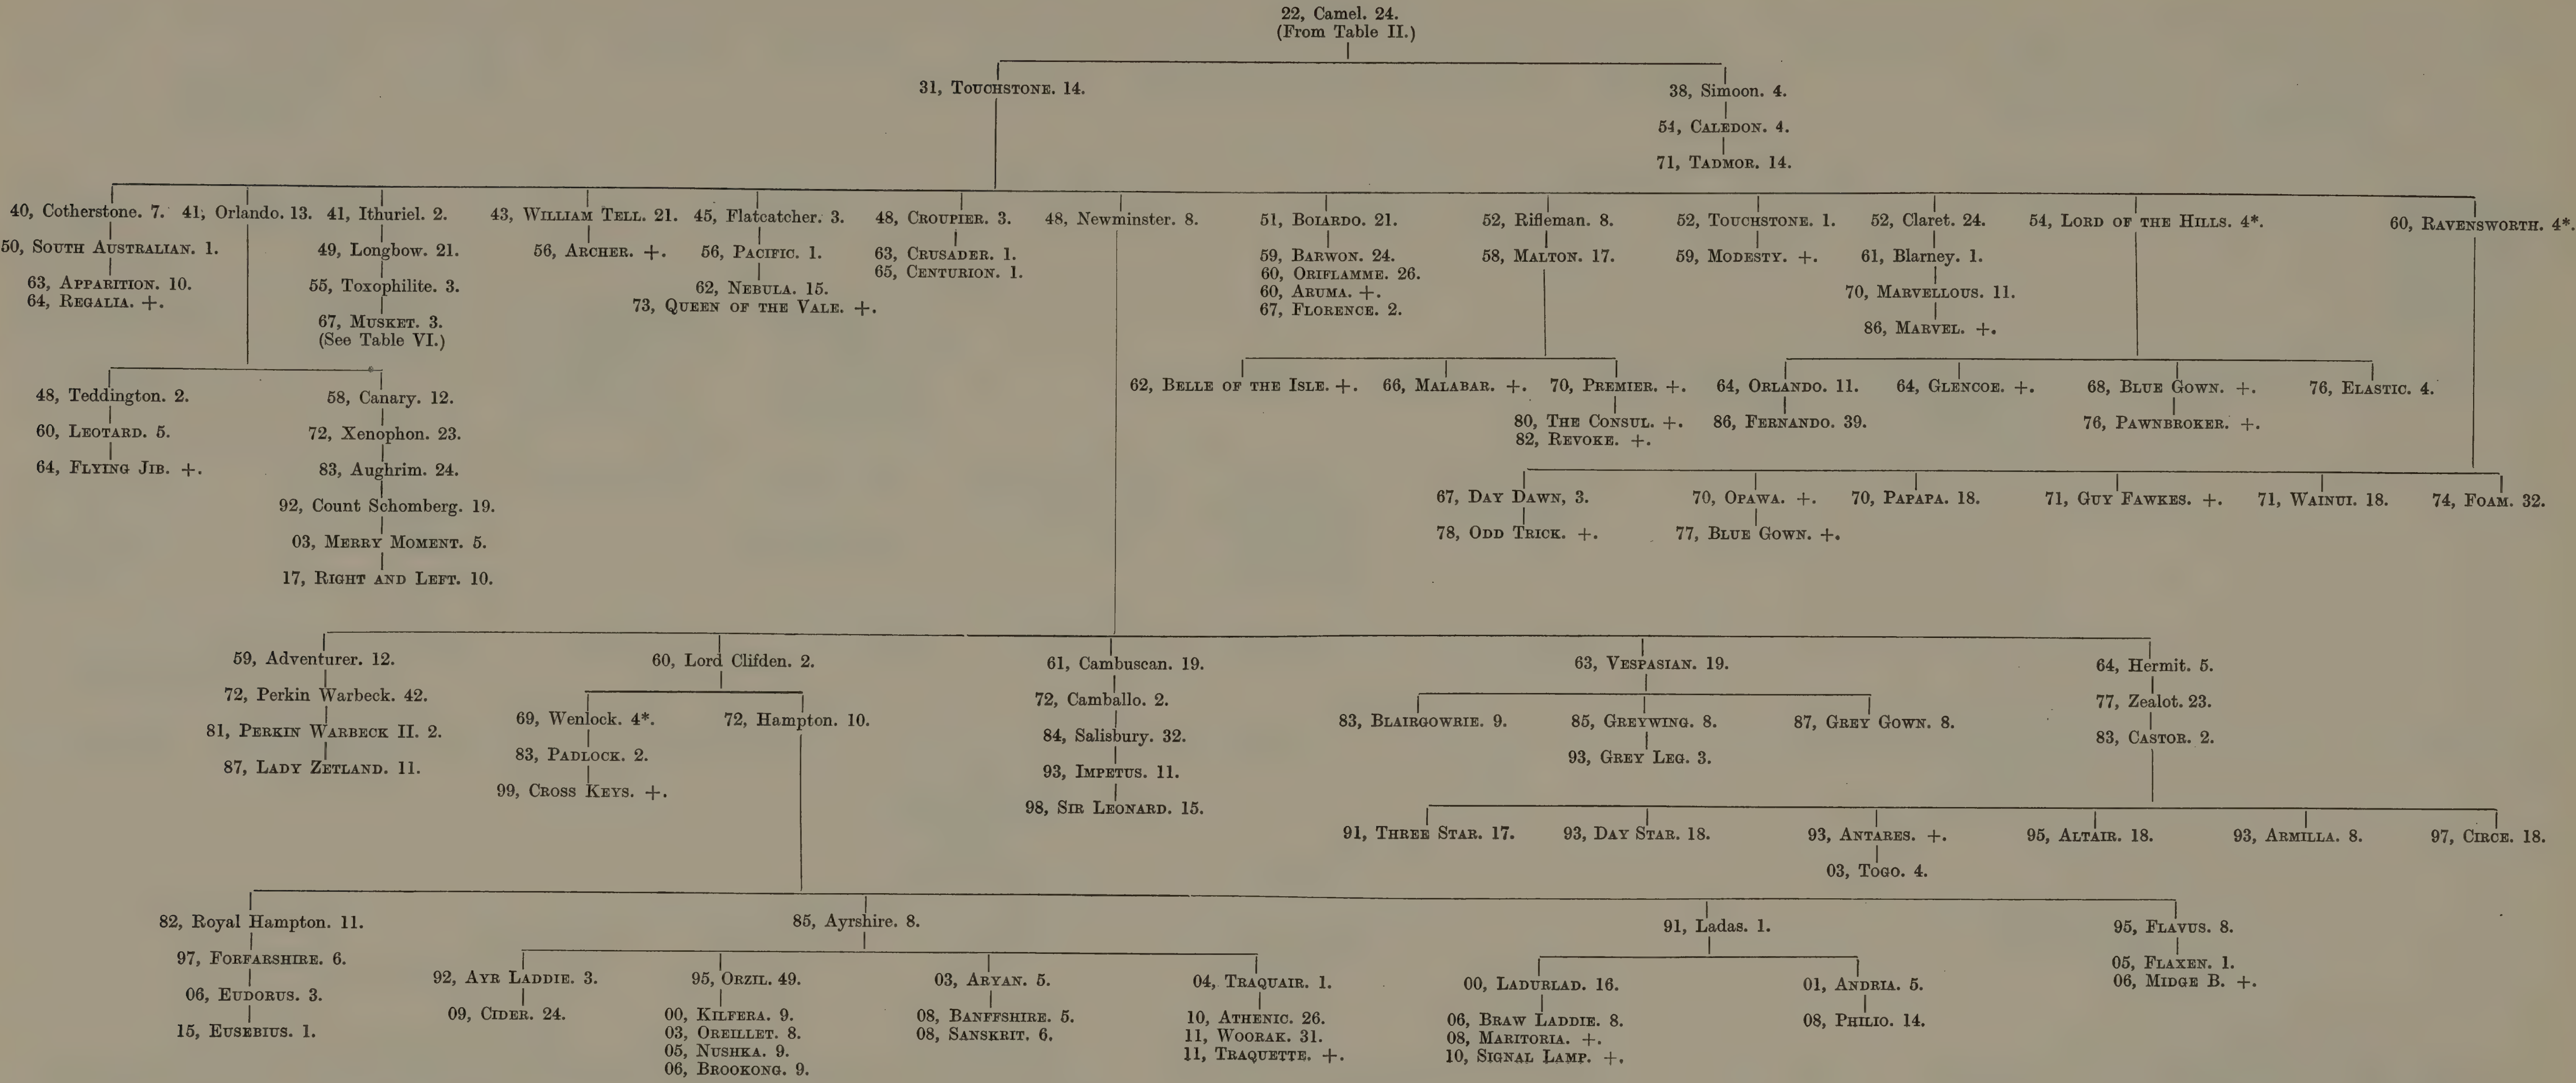 22, Camel. 24.
(From Table II.)
31, TOUCHSTONE. 14.
38, Simoon. 4.
54, CALEDON. 4.
71, TADMOR. 14.
40, Cotherstone. 7.
50, SOUTH AUSTRALIAN. 1.
63, APPARITION. 10.
64, REGALIA. +.
41, Orlando. 13.
41, Ithuriel. 2.
49, Longbow. 21.
55, Toxophilite. 3.
67, MUSKET. 3.
(See Table VI.)
43, WILLIAM TELL. 21.
56, ARCHER. +.
45, Flatcatcher. 3.
56, PACIFIC. 1.
62, NEBULA. 15.
73, QUEEN OF THE VALE. +.
48, CROUPIER. 3.
63, CRUSADER. 1.
65, CENTURION. 1.
48, Newminster. 8.
51, BOIARDO. 21.
59, BARWON. 24.
60, ORIFLAMME. 26.
60, ARUMA. +.
67, FLORENCE. 2.
52, Rifleman. 8.
58, MALTON. 17.
52, TOUCHSTONE. 1.
59, MODESTY. +.
52, Claret. 24.
61, Blarney. 1.
70, MARVELLOUS. 11.
86, MARVEL. +.
54, LORD OF THE HILLS. 4*.
60, RAVENSWORTH. 4*.
48, Teddington. 2.
60, LEOTARD. 5.
64, FLYING JIB. +.
58, Canary. 12.
72, Xenophon. 23.
83, Aughrim. 24.
92, Count Schomberg. 19.
03, MERRY MOMENT. 5.
17, RIGHT AND LEFT. 10.
62, BELLE OF THE ISLE. +.
66, MALABAR. +.
70, PREMIER. +.
80, THE CONSUL. +.
82, REVOKE. +.
64, ORLANDO. 11.
86, FERNANDO. 39.
64, GLENCOE. +.
68, BLUE GOWN. +.
76, PAWNBROKER. +.
76, ELASTIC. 4.
67, DAY DAWN, 3.
78, ODD TRICK. +.
70, OPAWA. +.
77, BLUE GOWN. +.
70, PAPAPA. 18.
71, GUY FAWKES. +.
71, WAINUI. 18.
74, FOAM. 32.
59, Adventurer. 12.
72, Perkin Warbeck. 42.
81, PERKIN WARBECK II. 2.
87, LADY ZETLAND. 11.
60, Lord Clifden. 2.
69, Wenlock. 4*.
83, PADLOCK. 2.
99, CROSS KEYS. +.
72, Hampton. 10.
61, Cambuscan. 19.
72, Camballo. 2.
84, Salisbury. 32.
93, IMPETUS. 11.
98, SIR LEONARD. 15.
63, VESPASIAN. 19.
83, BLAIRGOWRIE. 9.
85, GREYWING. 8.
93, GREY LEG. 3.
87, GREY GOWN. 8.
64, Hermit. 5.
77, Zealot. 23.
83, CASTOR. 2.
91, THREE STAR. 17.
93, DAY STAR. 18.
93, ANTARES. +.
03, TOGO. 4.
95, ALTAIR. 18.
93, ARMILLA. 8.
97, CIRCE. 18.
82, Royal Hampton. 11.
97, FORFARSHIRE. 6.
06, EUDORUS. 3.
15, EUSEBIUS. 1.
85, Ayrshire. 8.
92, AYR LADDIE. 3.
09, CIDER. 24.
95, ORZIL. 49.
00, KILFERA. 9.
03, OREILLET. 8.
05, NUSHKA. 9.
06, BROOKONG. 9.
03, ARYAN. 5.
08, BANFFSHIRE. 5.
08, SANSKRIT. 6.
04, TRAQUAIR. 1.
10, ATHENIC. 26.
11, WOORAK. 31.
11, TRAQUETTE. +.
91, Ladas. 1.
00, LADURLAD. 16.
06, BRAW LADDIE. 8.
08, MARITORIA. +.
10, SIGNAL LAMP. +.
01, ANDRIA. 5.
08, PHILIO. 14.
95, FLAVUS. 8.
05, FLAXEN. 1.
06, MIDGE B. +.